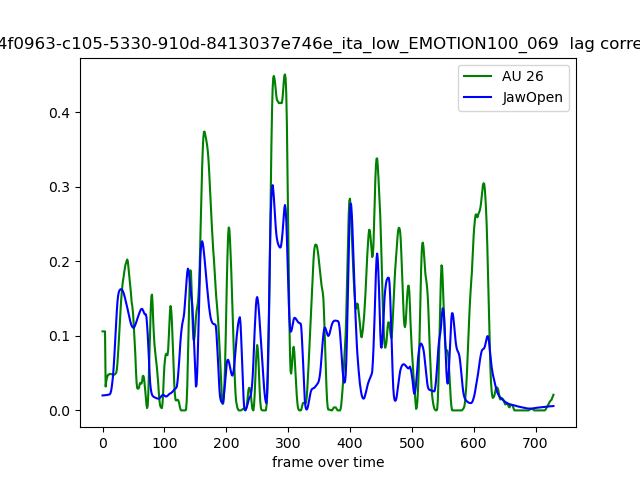 4f0963-c105-5330-910d-8413037e746e_ita_low_EMOTION100_069 lag corre
AU 26
JawOpen
0.4
0.3
0.2
0.1
0.0
0 100 200 300 400 500 600 700
frame over time